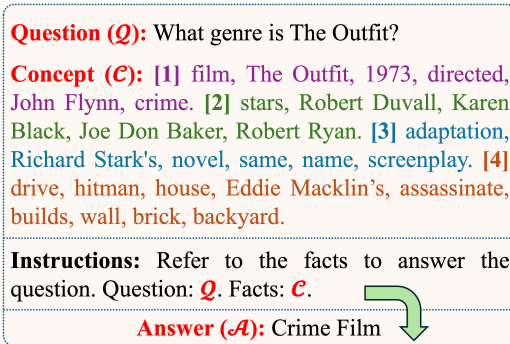 Question (Q): What genre is The Outfit?
Concept (C): [1] film, The Outfit, 1973, directed,
John Flynn, crime. [2] stars, Robert Duvall, Karen
Black, Joe Don Baker, Robert Ryan. [3] adaptation,
Richard Stark's, novel, same, name, screenplay. [4]
drive, hitman, house, Eddie Macklin’s, assassinate,
builds, wall, brick, backyard.
Instructions: Refer to the facts to answer the
question. Question: Q. Facts: C.
Answer (A): Crime Film